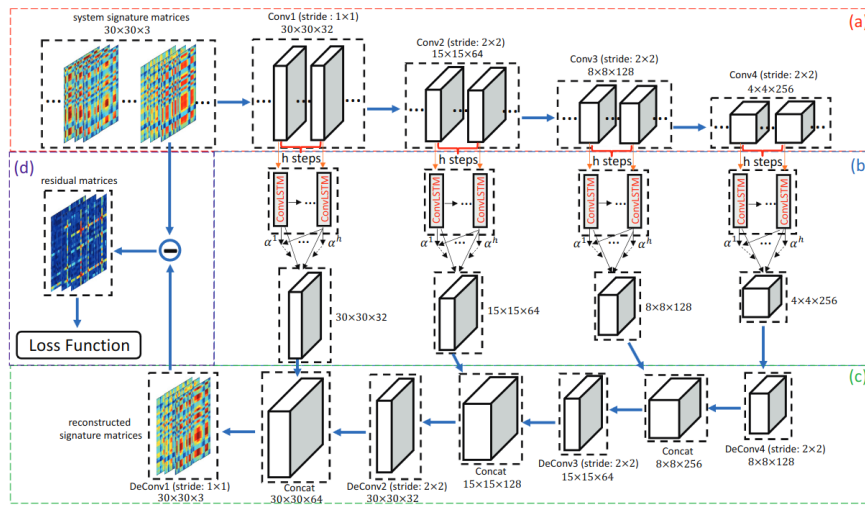 system signature matrices
30×30×3
Conv1 (stride : 1×1)
30×30×32
Conv2 (stride: 2×2)
15×15×64
Conv3 (stride: 2×2)
8×8×128
Conv4 (stride: 2×2)
4×4×256
(a)
h steps
h steps
h steps
h steps
(b)
ConvLSTM
ConvLSTM
ConvLSTM
ConvLSTM
ConvLSTM
ConvLSTM
ConvLSTM
ConvLSTM
α¹ ... αʰ
α¹ ... αʰ
α¹ ... αʰ
α¹ ... αʰ
30×30×32
15×15×64
8×8×128
4×4×256
(d)
residual matrices
Loss Function
(c)
reconstructed
signature matrices
DeConv1 (stride: 1×1)
30×30×3
Concat
30×30×64
DeConv2 (stride: 2×2)
30×30×32
Concat
15×15×128
DeConv3 (stride: 2×2)
15×15×64
Concat
8×8×256
DeConv4 (stride: 2×2)
8×8×128